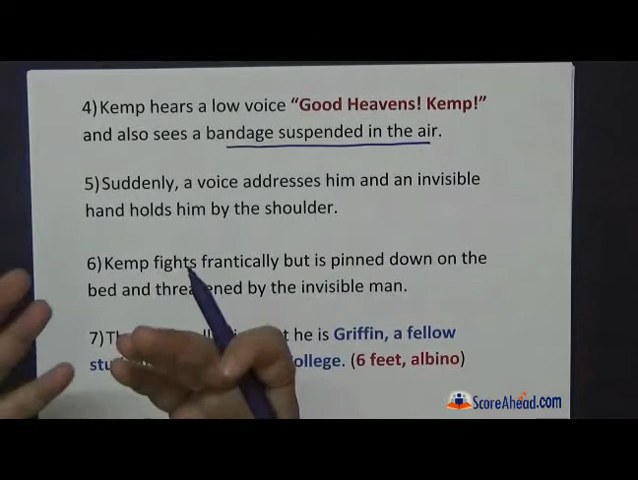 4) Kemp hears a low voice “Good Heavens! Kemp!”
and also sees a bandage suspended in the air.
5) Suddenly, a voice addresses him and an invisible
hand holds him by the shoulder.
6) Kemp fights frantically but is pinned down on the
bed and threatened by the invisible man.
7) he is Griffin, a fellow
(6 feet, albino)
ScoreAhead.com